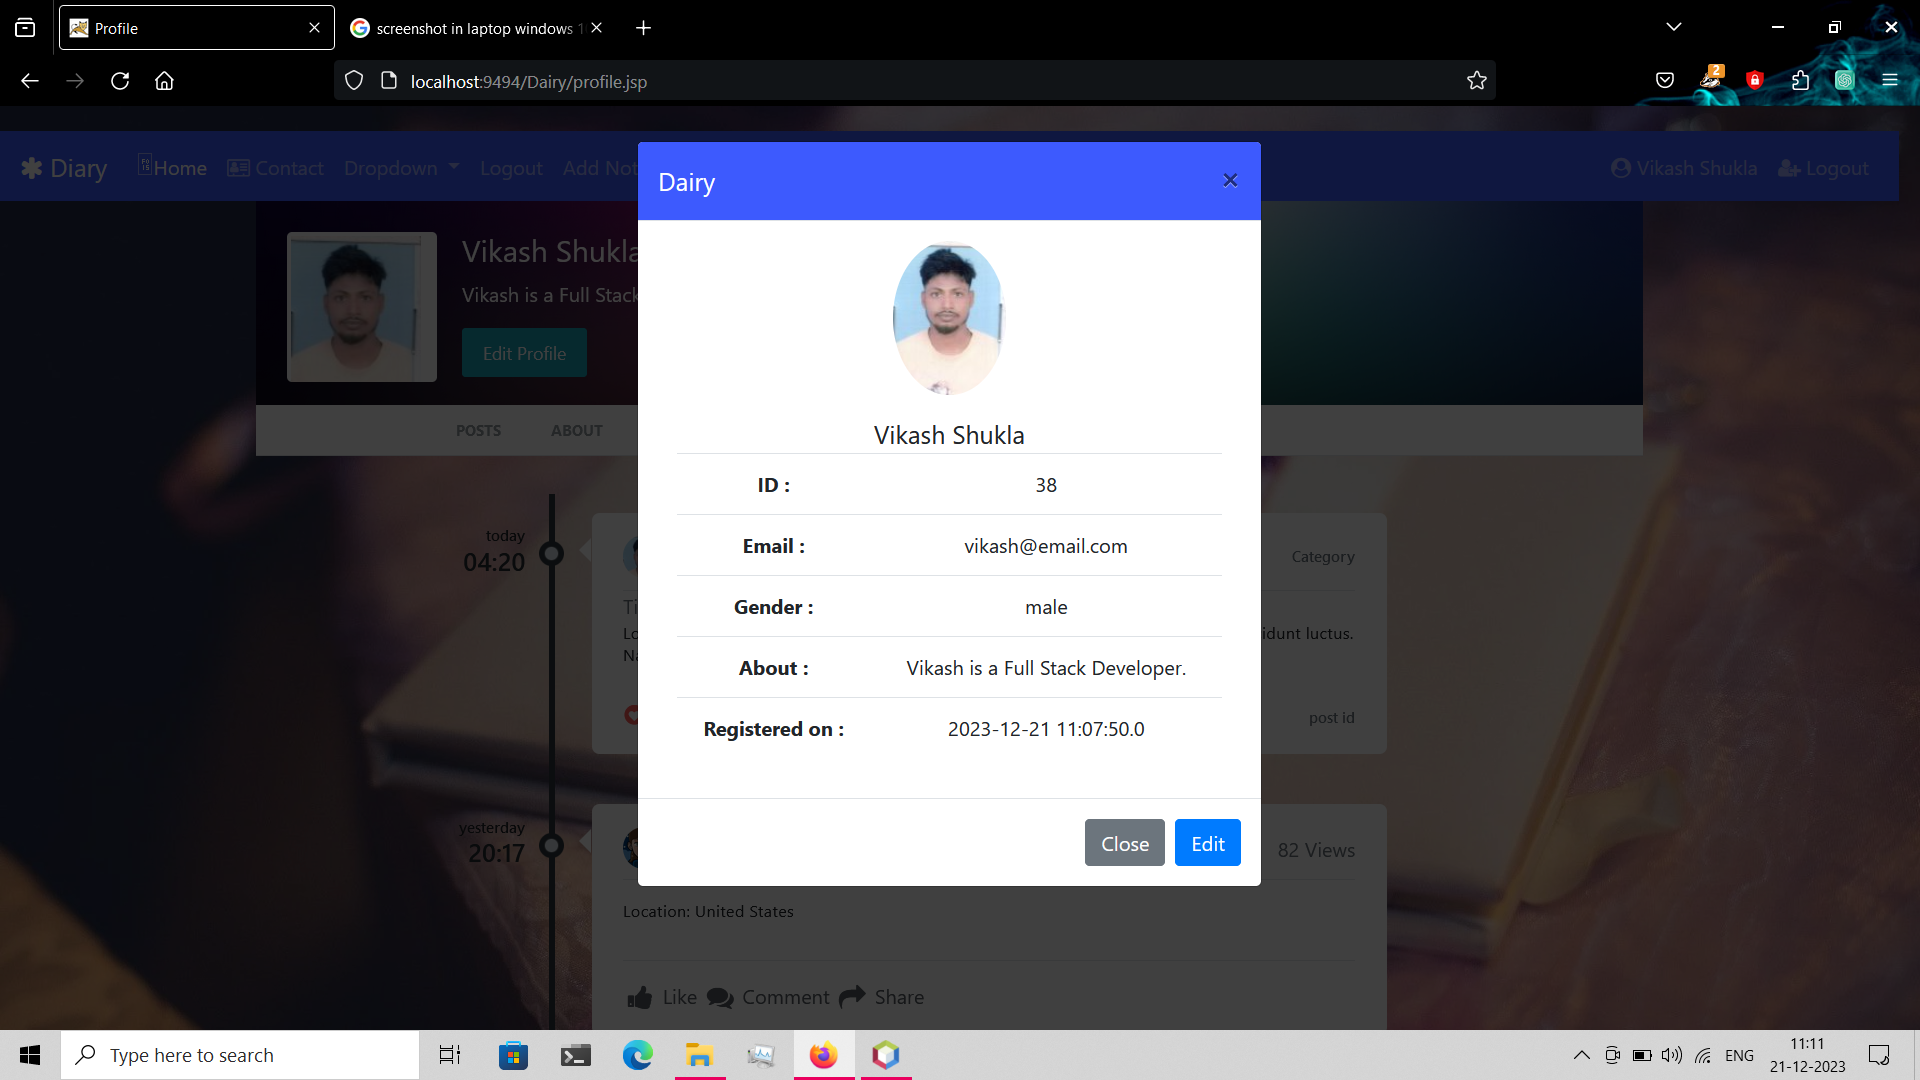 Profile
screenshot in laptop windows 1
localhost:9494/Dairy/profile.jsp
2
Diary
Home
Contact
Dropdown
Logout
Add Not
Vikash Shukla
Logout
Dairy
×
Vikash Shukla
Vikash is a Full Stack
Edit Profile
POSTS
ABOUT
Vikash Shukla
ID : 38
Email : vikash@email.com
Gender : male
About : Vikash is a Full Stack Developer.
Registered on : 2023-12-21 11:07:50.0
Close
Edit
today
04:20
Category
Ti
Lo
idunt luctus.
Na
post id
yesterday
20:17
82 Views
Location: United States
Like
Comment
Share
Type here to search
ENG
11:11
21-12-2023